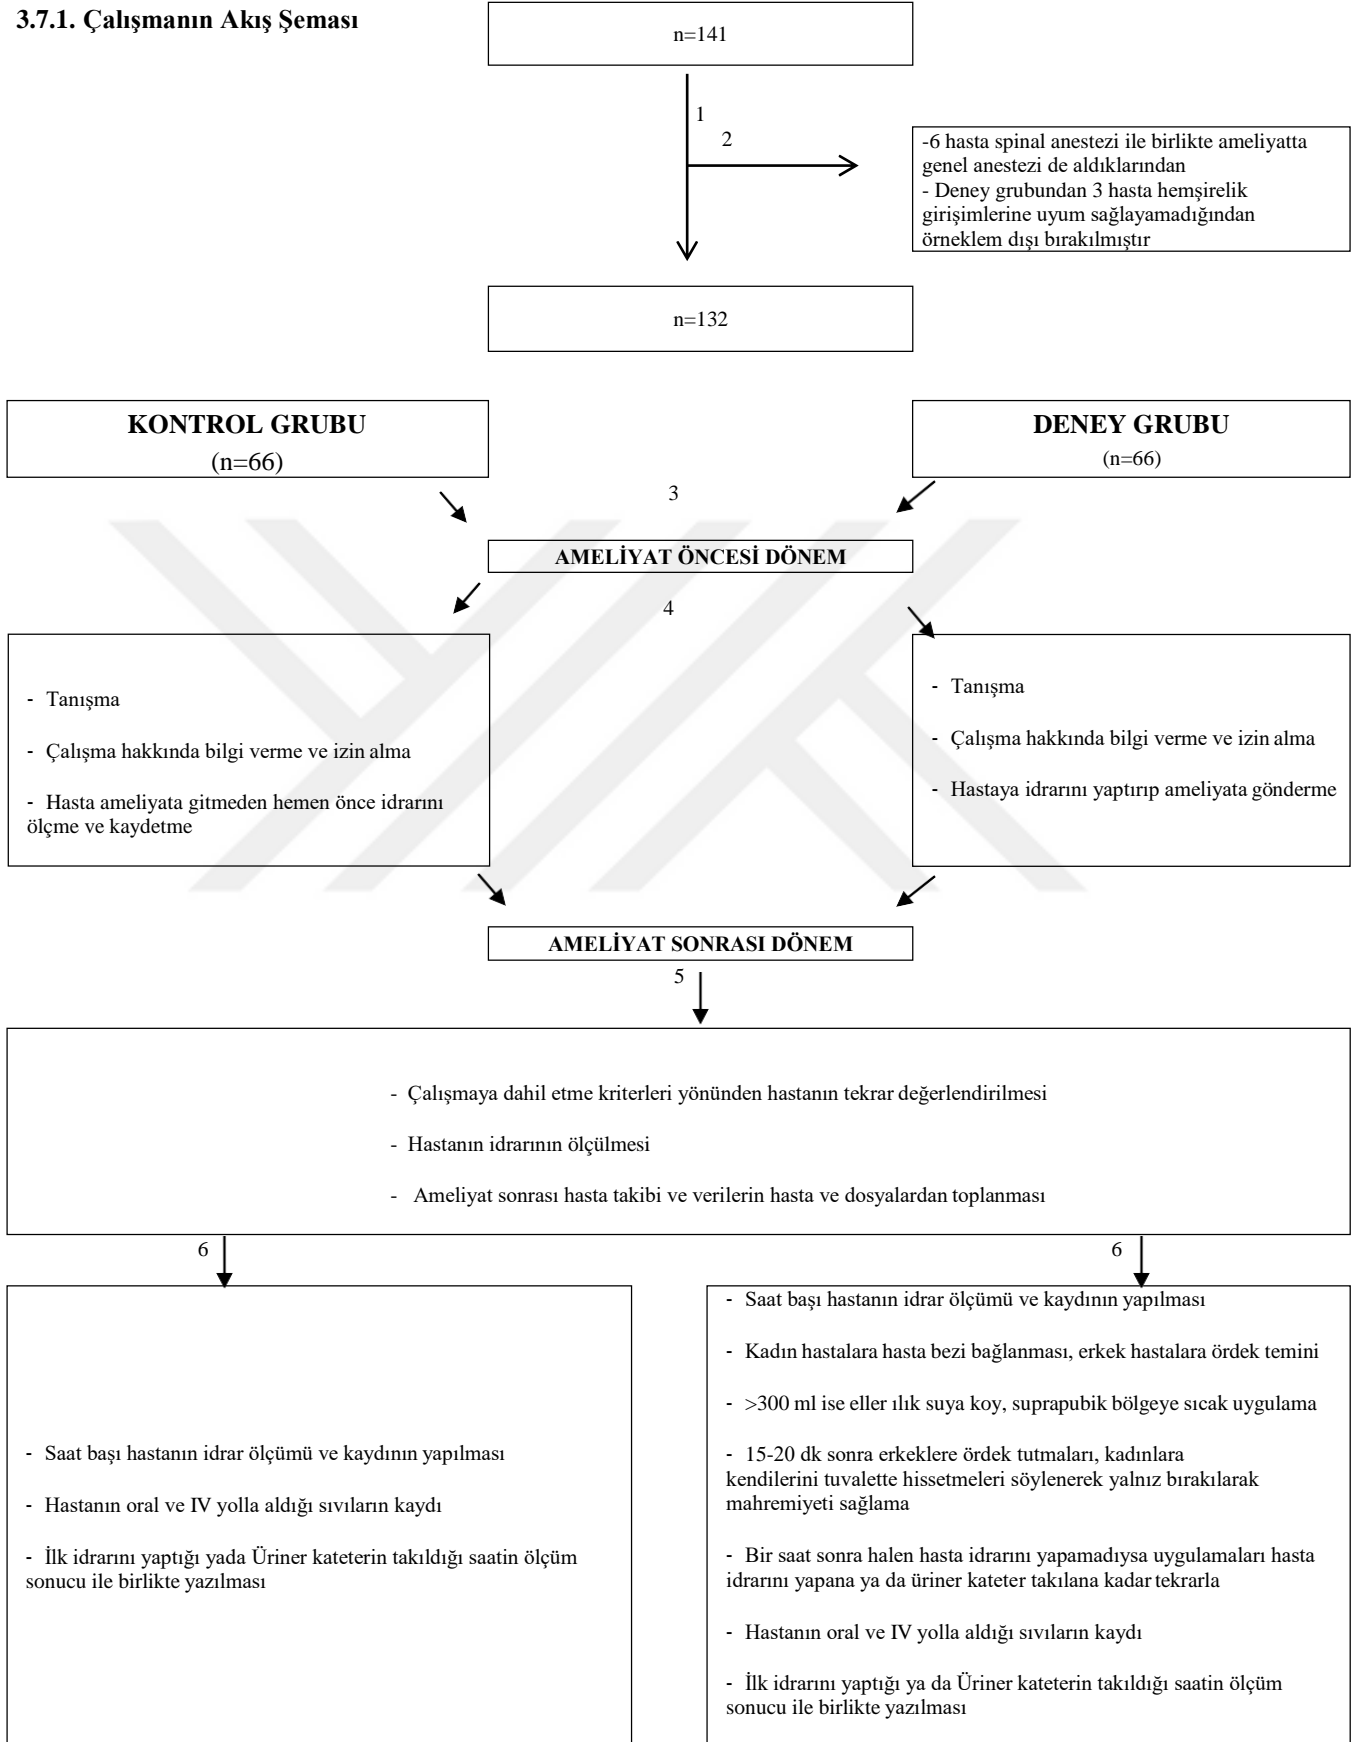 3.7.1. Çalışmanın Akış Şeması
n=141
1
2
-6 hasta spinal anestezi ile birlikte ameliyatta
genel anestezi de aldıklarından
- Deney grubundan 3 hasta hemşirelik
girişimlerine uyum sağlayamadığından
örneklem dışı bırakılmıştır
n=132
KONTROL GRUBU
(n=66)
DENEY GRUBU
(n=66)
3
AMELİYAT ÖNCESİ DÖNEM
4
- Tanışma
- Çalışma hakkında bilgi verme ve izin alma
- Hasta ameliyata gitmeden hemen önce idrarını
ölçme ve kaydetme
- Tanışma
- Çalışma hakkında bilgi verme ve izin alma
- Hastaya idrarını yaptırıp ameliyata gönderme
AMELİYAT SONRASI DÖNEM
5
- Çalışmaya dahil etme kriterleri yönünden hastanın tekrar değerlendirilmesi
- Hastanın idrarının ölçülmesi
- Ameliyat sonrası hasta takibi ve verilerin hasta ve dosyalardan toplanması
6
6
- Saat başı hastanın idrar ölçümü ve kaydının yapılması
- Hastanın oral ve IV yolla aldığı sıvıların kaydı
- İlk idrarını yaptığı yada Üriner kateterin takıldığı saatin ölçüm
sonucu ile birlikte yazılması
- Saat başı hastanın idrar ölçümü ve kaydının yapılması
- Kadın hastalara hasta bezi bağlanması, erkek hastalara ördek temini
- >300 ml ise eller ılık suya koy, suprapubik bölgeye sıcak uygulama
- 15-20 dk sonra erkeklere ördek tutmaları, kadınlara
kendilerini tuvalette hissetmeleri söylenerek yalnız bırakılarak
mahremiyeti sağlama
- Bir saat sonra halen hasta idrarını yapamadıysa uygulamaları hasta
idrarını yapana ya da üriner kateter takılana kadar tekrarla
- Hastanın oral ve IV yolla aldığı sıvıların kaydı
- İlk idrarını yaptığı ya da Üriner kateterin takıldığı saatin ölçüm
sonucu ile birlikte yazılması